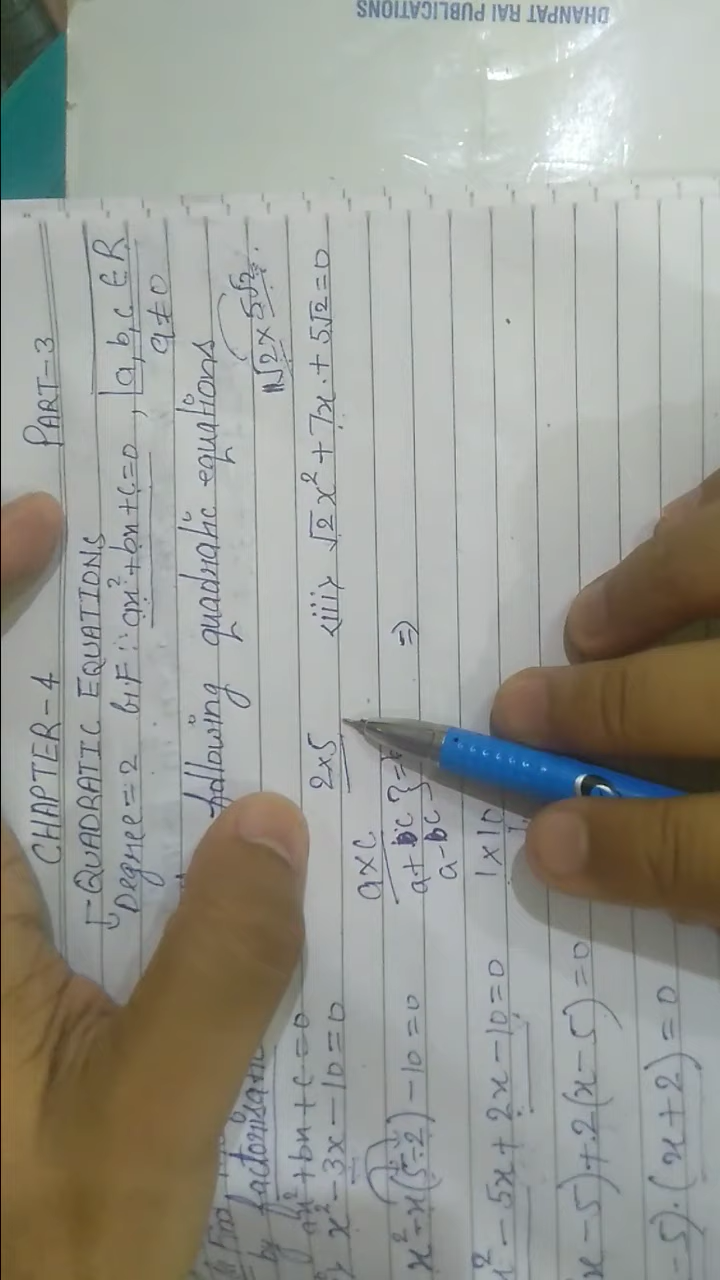 DHANPAT RAI PUBLICATIONS
CHAPTER-4 PART-3
QUADRATIC EQUATIONS
Degree=2 ax²+bx+c=0, a, b, c ∈ R
a≠0
following quadratic equations
by factorisatio
√2 × 5√2
ax²+bx+c=0
x²-3x-10=0
2×5
<iii> √2x²+7x+5√2=0
a×c
x²-x(5-2)-10=0
a+bc}=
a-bc
=>
x²-5x+2x-10=0
1×10
x-5)+2(x-5)=0
-5).(x+2)=0